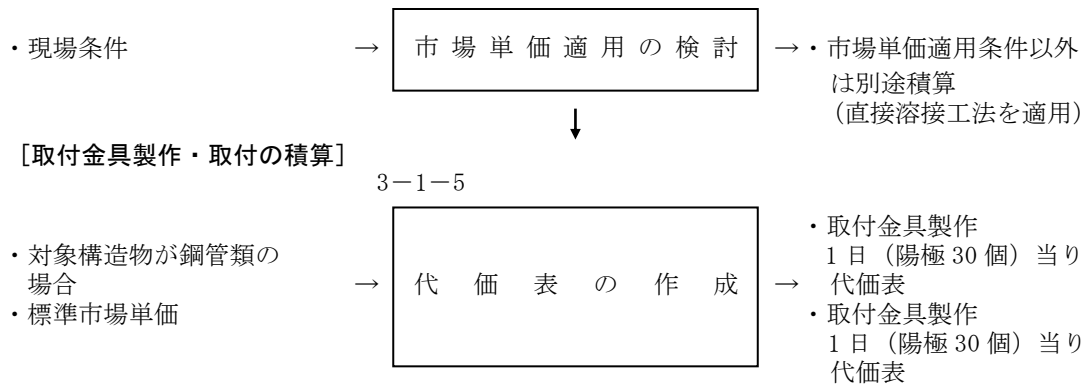 ・現場条件 → 市場単価適用の検討 →・市場単価適用条件以外
は別途積算
（直接溶接工法を適用）
↓
［取付金具製作・取付の積算］
3－1－5
・対象構造物が鋼管類の
場合
・標準市場単価
→ 代価表の作成 →
・取付金具製作
1日（陽極30個）当り
代価表
・取付金具製作
1日（陽極30個）当り
代価表